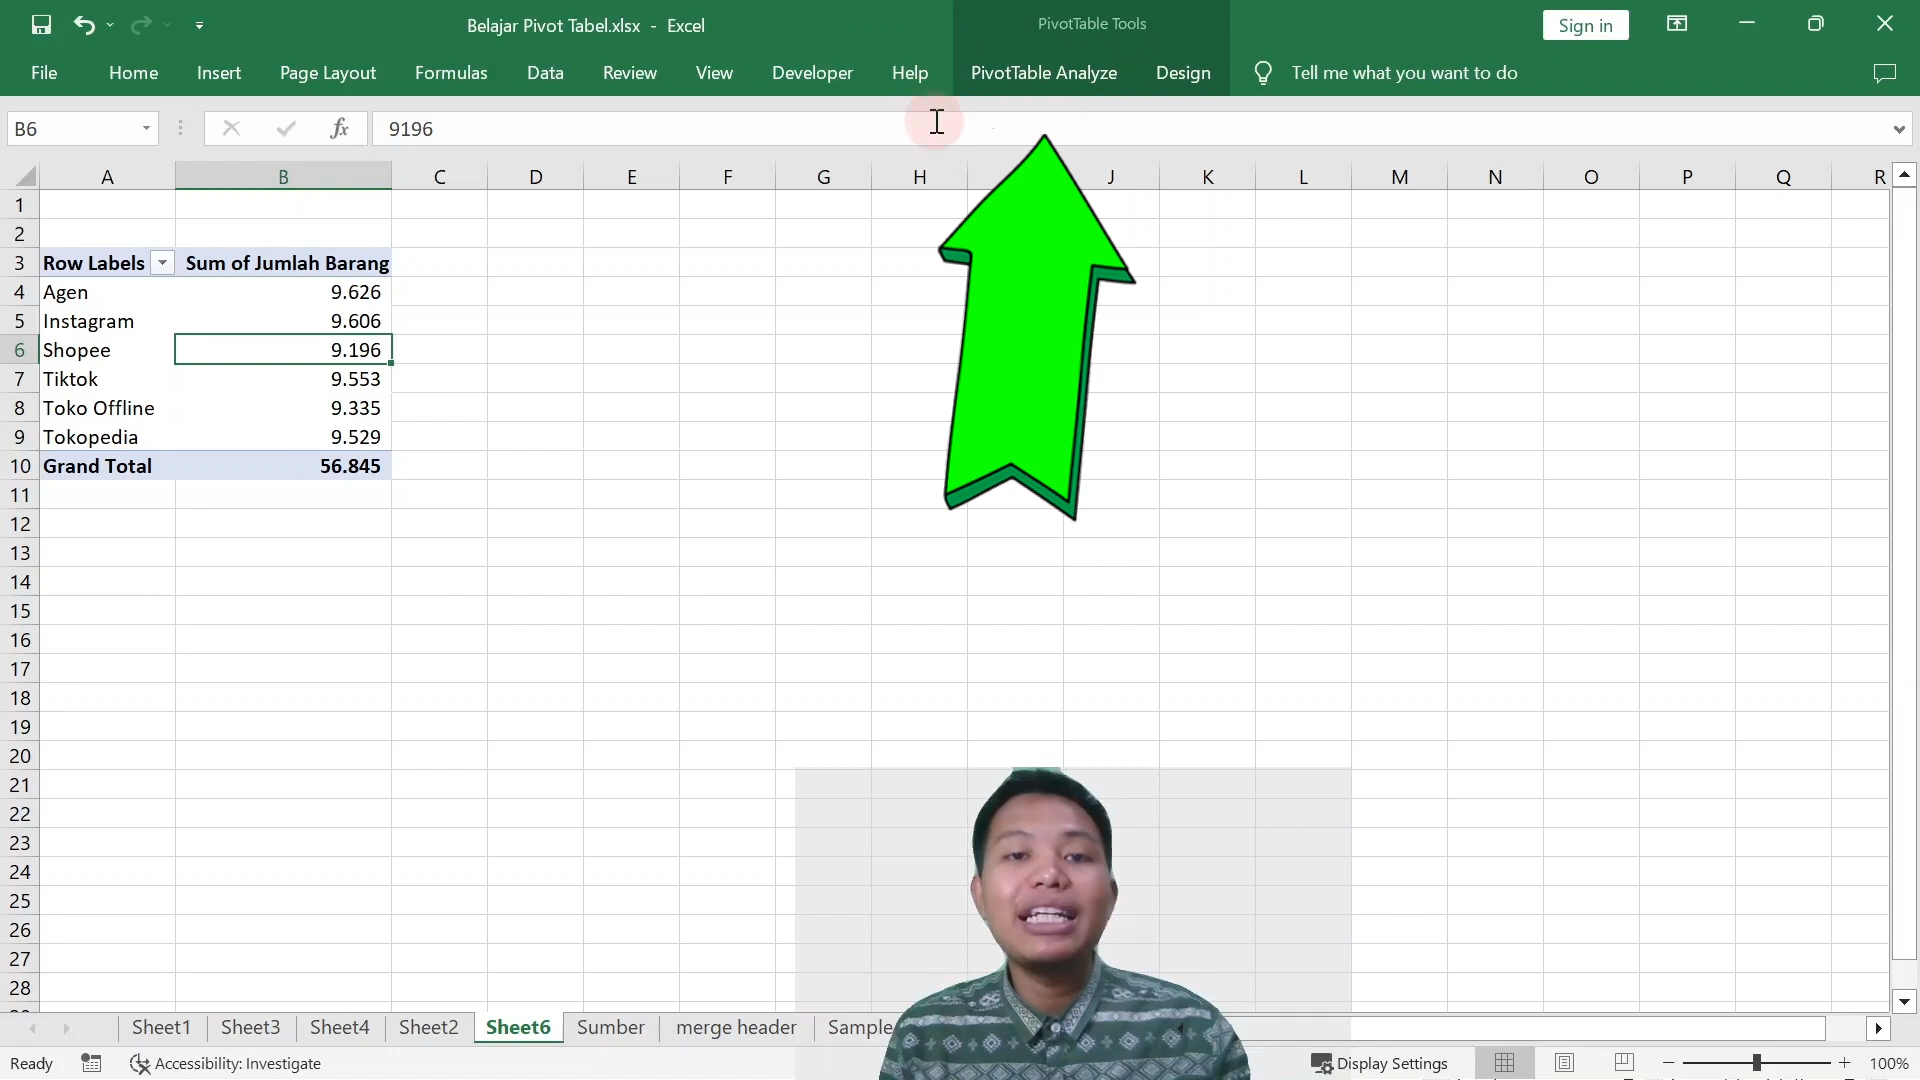 Belajar Pivot Tabel.xlsx - Excel
PivotTable Tools
Sign in
File Home Insert Page Layout Formulas Data Review View Developer Help PivotTable Analyze Design Tell me what you want to do
B6 fx 9196
A B C D E F G H J K L M N O P Q R
1
2
3 Row Labels Sum of Jumlah Barang
4 Agen 9.626
5 Instagram 9.606
6 Shopee 9.196
7 Tiktok 9.553
8 Toko Offline 9.335
9 Tokopedia 9.529
10 Grand Total 56.845
11
12
13
14
15
16
17
18
19
20
21
22
23
24
25
26
27
28
Sheet1 Sheet3 Sheet4 Sheet2 Sheet6 Sumber merge header Sample
Ready Accessibility: Investigate Display Settings 100%